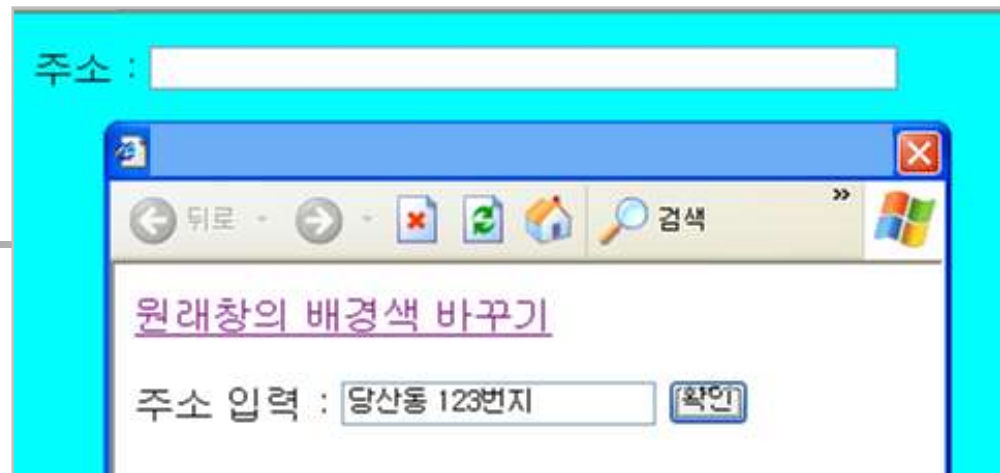 주소 :
뒤로 검색 »
원래창의 배경색 바꾸기
주소 입력 : 당산동 123번지 확인